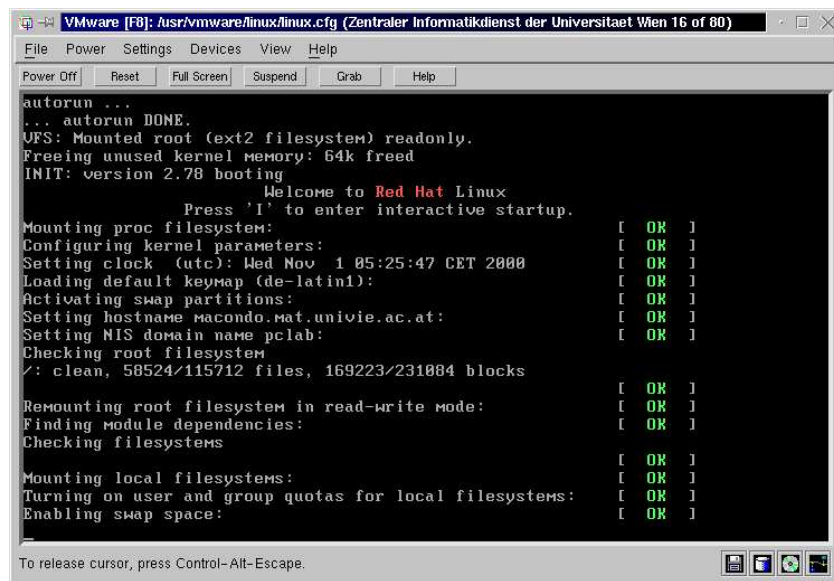 VMware [F8]: /usr/vmware/linux/linux.cfg (Zentraler Informatikdienst der Universitaet Wien 16 of 80)
File Power Settings Devices View Help
Power Off Reset Full Screen Suspend Grab Help
autorun ...
... autorun DONE.
VFS: Mounted root (ext2 filesystem) readonly.
Freeing unused kernel memory: 64k freed
INIT: version 2.78 booting
Welcome to Red Hat Linux
Press 'I' to enter interactive startup.
Mounting proc filesystem: [ OK ]
Configuring kernel parameters: [ OK ]
Setting clock (utc): Wed Nov 1 05:25:47 CET 2000 [ OK ]
Loading default keymap (de-latin1): [ OK ]
Activating swap partitions: [ OK ]
Setting hostname macondo.mat.univie.ac.at: [ OK ]
Setting NIS domain name pclab: [ OK ]
Checking root filesystem
/: clean, 58524/115712 files, 169223/231084 blocks
[ OK ]
Remounting root filesystem in read-write mode: [ OK ]
Finding module dependencies: [ OK ]
Checking filesystems
[ OK ]
Mounting local filesystems: [ OK ]
Turning on user and group quotas for local filesystems: [ OK ]
Enabling swap space: [ OK ]
To release cursor, press Control-Alt-Escape.